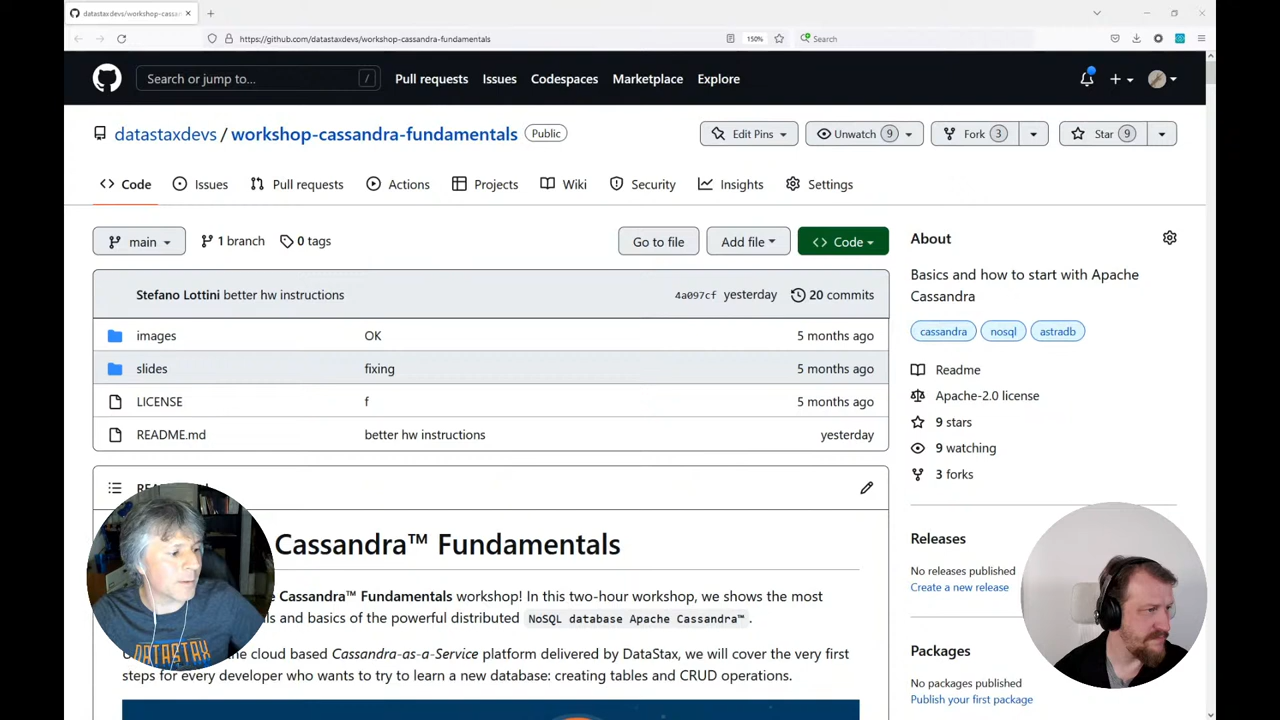 datastaxdevs/workshop-cassa
https://github.com/datastaxdevs/workshop-cassandra-fundamentals
150%
Search
Search or jump to...
/
Pull requests
Issues
Codespaces
Marketplace
Explore
datastaxdevs / workshop-cassandra-fundamentals
Public
Edit Pins
Unwatch 9
Fork 3
Star 9
Code
Issues
Pull requests
Actions
Projects
Wiki
Security
Insights
Settings
main
1 branch
0 tags
Go to file
Add file
Code
Stefano Lottini better hw instructions
4a097cf yesterday
20 commits
images OK 5 months ago
slides fixing 5 months ago
LICENSE f 5 months ago
README.md better hw instructions yesterday
Cassandra™ Fundamentals
Cassandra™ Fundamentals workshop! In this two-hour workshop, we shows the most
and basics of the powerful distributed NoSQL database Apache Cassandra™.
cloud based Cassandra-as-a-Service platform delivered by DataStax, we will cover the very first
steps for every developer who wants to try to learn a new database: creating tables and CRUD operations.
About
Basics and how to start with Apache
Cassandra
cassandra
nosql
astradb
Readme
Apache-2.0 license
9 stars
9 watching
3 forks
Releases
No releases published
Create a new release
Packages
No packages published
Publish your first package
DATASTAX